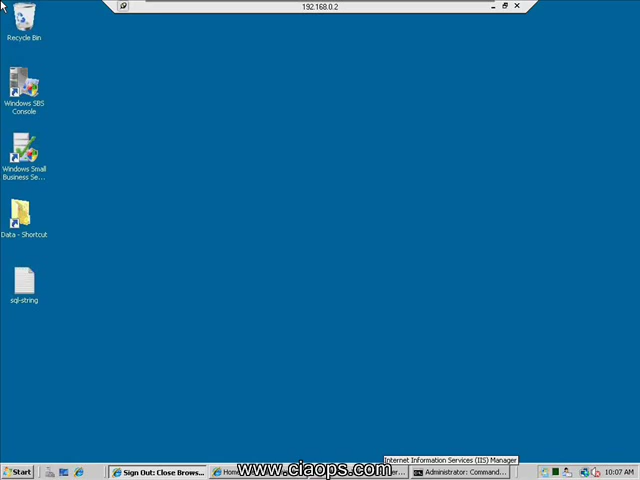 192.168.0.2
Recycle Bin
Windows SBS
Console
Windows Small
Business Se...
Data - Shortcut
sql-string
Internet Information Services (IIS) Manager
Start
Sign Out: Close Brows...
Administrator: Command...
10:07 AM
www.ciaops.com